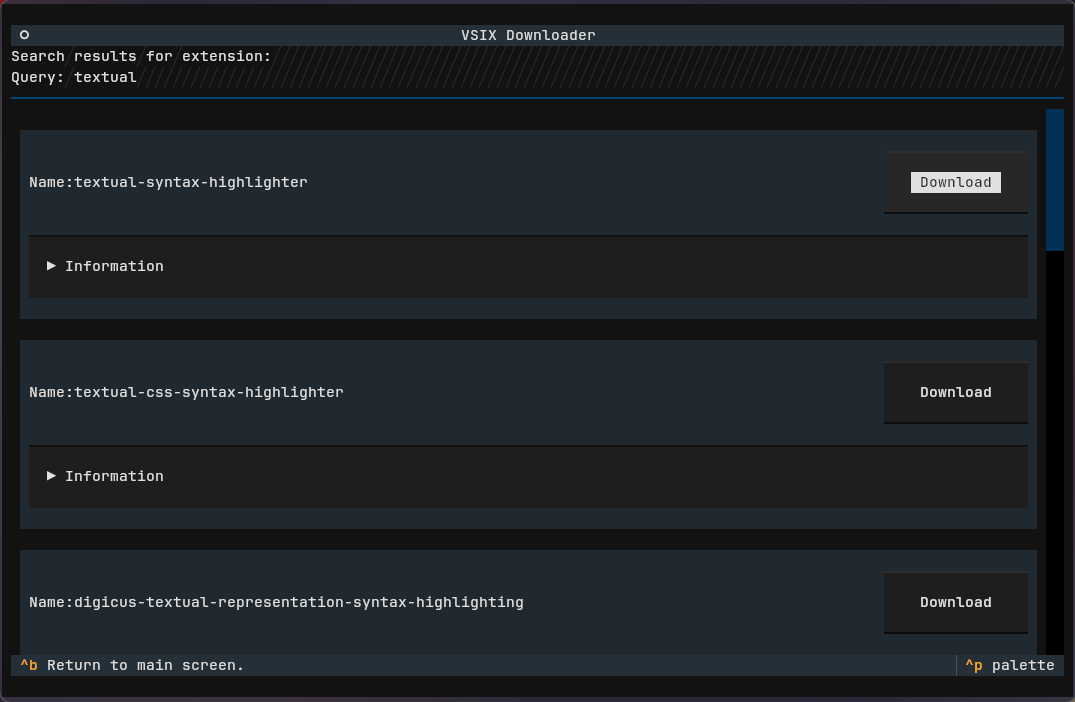 VSIX Downloader
Search results for extension:
Query: textual
Name:textual-syntax-highlighter
Download
▶ Information
Name:textual-css-syntax-highlighter
Download
▶ Information
Name:digicus-textual-representation-syntax-highlighting
Download
^b Return to main screen.
^p palette